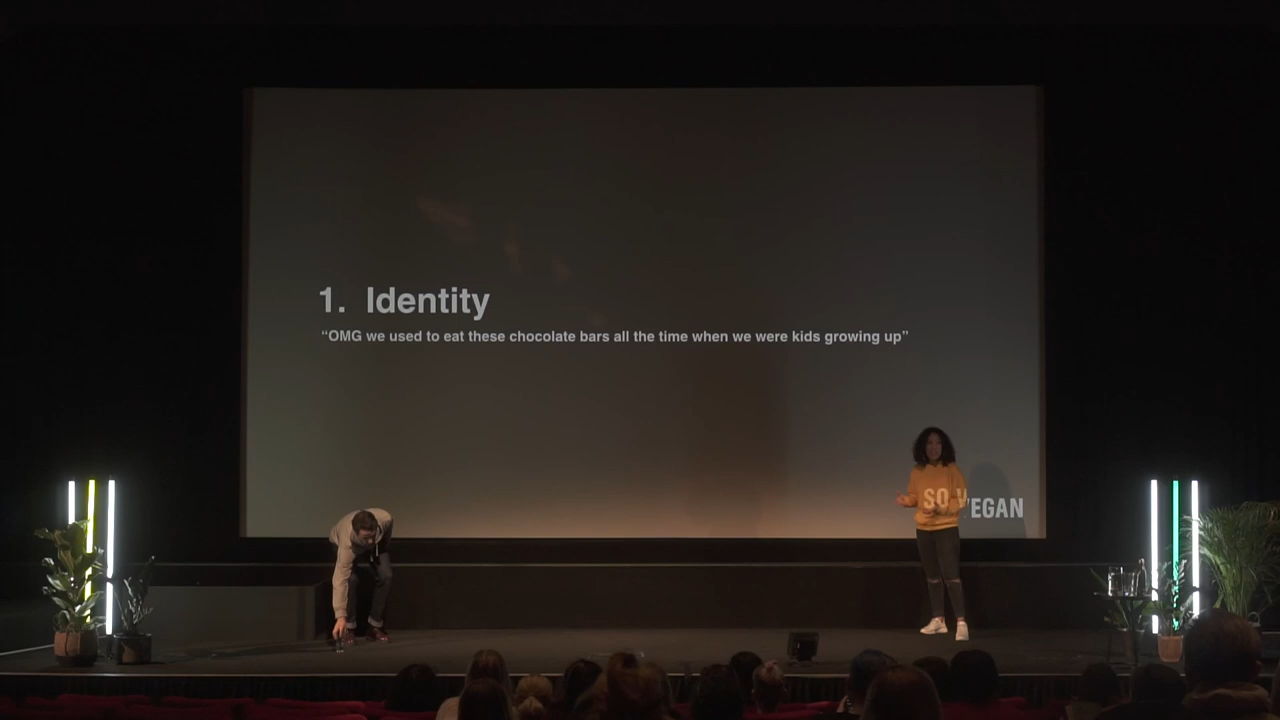 1. Identity
“OMG we used to eat these chocolate bars all the time when we were kids growing up”
SO VEGAN